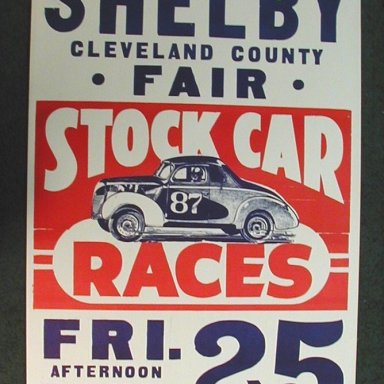 SHELBY
CLEVELAND COUNTY
• FAIR •
STOCK CAR
87
RACES
FRI. 25
AFTERNOON